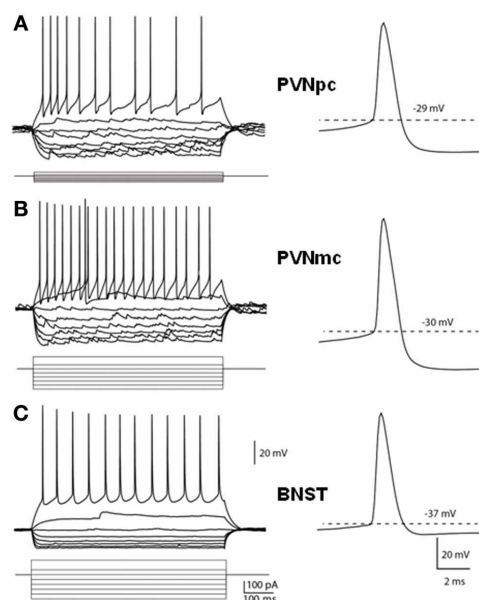 A
PVNpc
-29 mV
B
PVNmc
-30 mV
C
20 mV
BNST
-37 mV
20 mV
2 ms
100 pA
100 ms